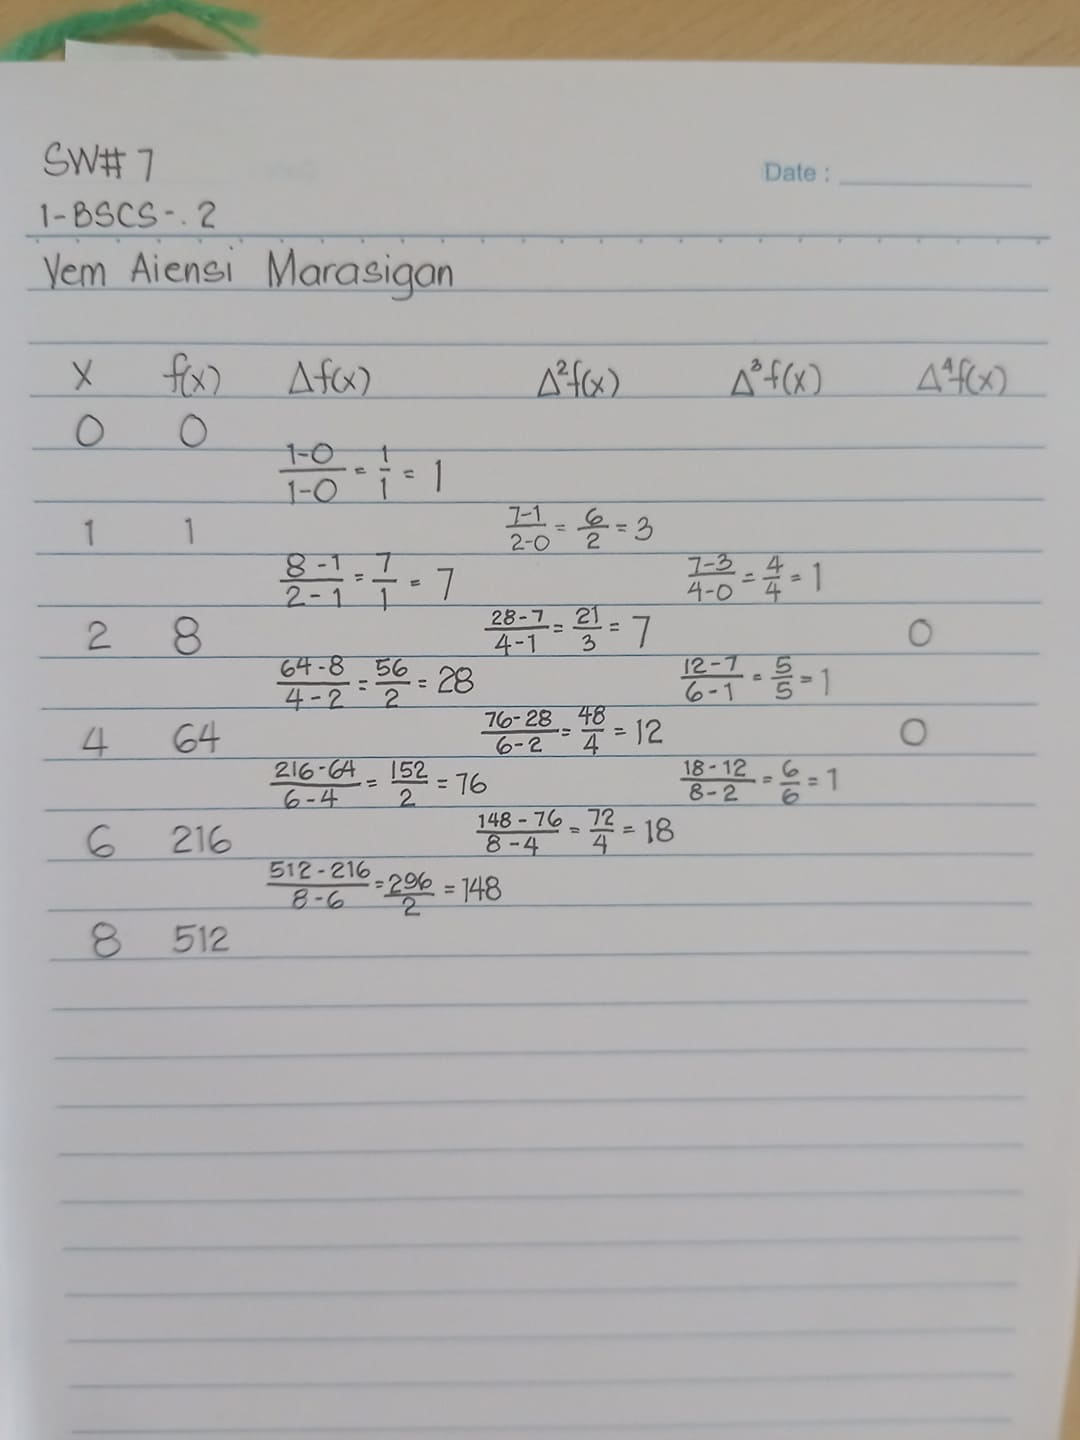 SW# 7
Date :
1-BSCS-. 2
Yem Aiensi Marasigan
X f(x) Δf(x) Δ²f(x) Δ³f(x) Δ⁴f(x)
0 0
1-0/1-0 = 1/1 = 1
1 1 7-1/2-0 = 6/2 = 3
8-1/2-1 = 7/1 = 7 7-3/4-0 = 4/4 = 1
2 8 28-7/4-1 = 21/3 = 7 0
64-8/4-2 = 56/2 = 28 12-7/6-1 = 5/5 = 1
4 64 76-28/6-2 = 48/4 = 12 0
216-64/6-4 = 152/2 = 76 18-12/8-2 = 6/6 = 1
6 216 148-76/8-4 = 72/4 = 18
512-216/8-6 = 296/2 = 148
8 512